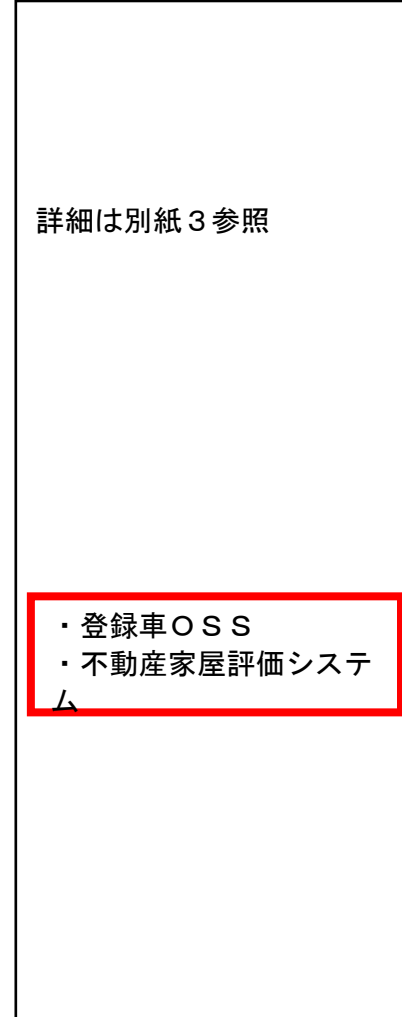 詳細は別紙３参照
・登録車ＯＳＳ
・不動産家屋評価システ
ム